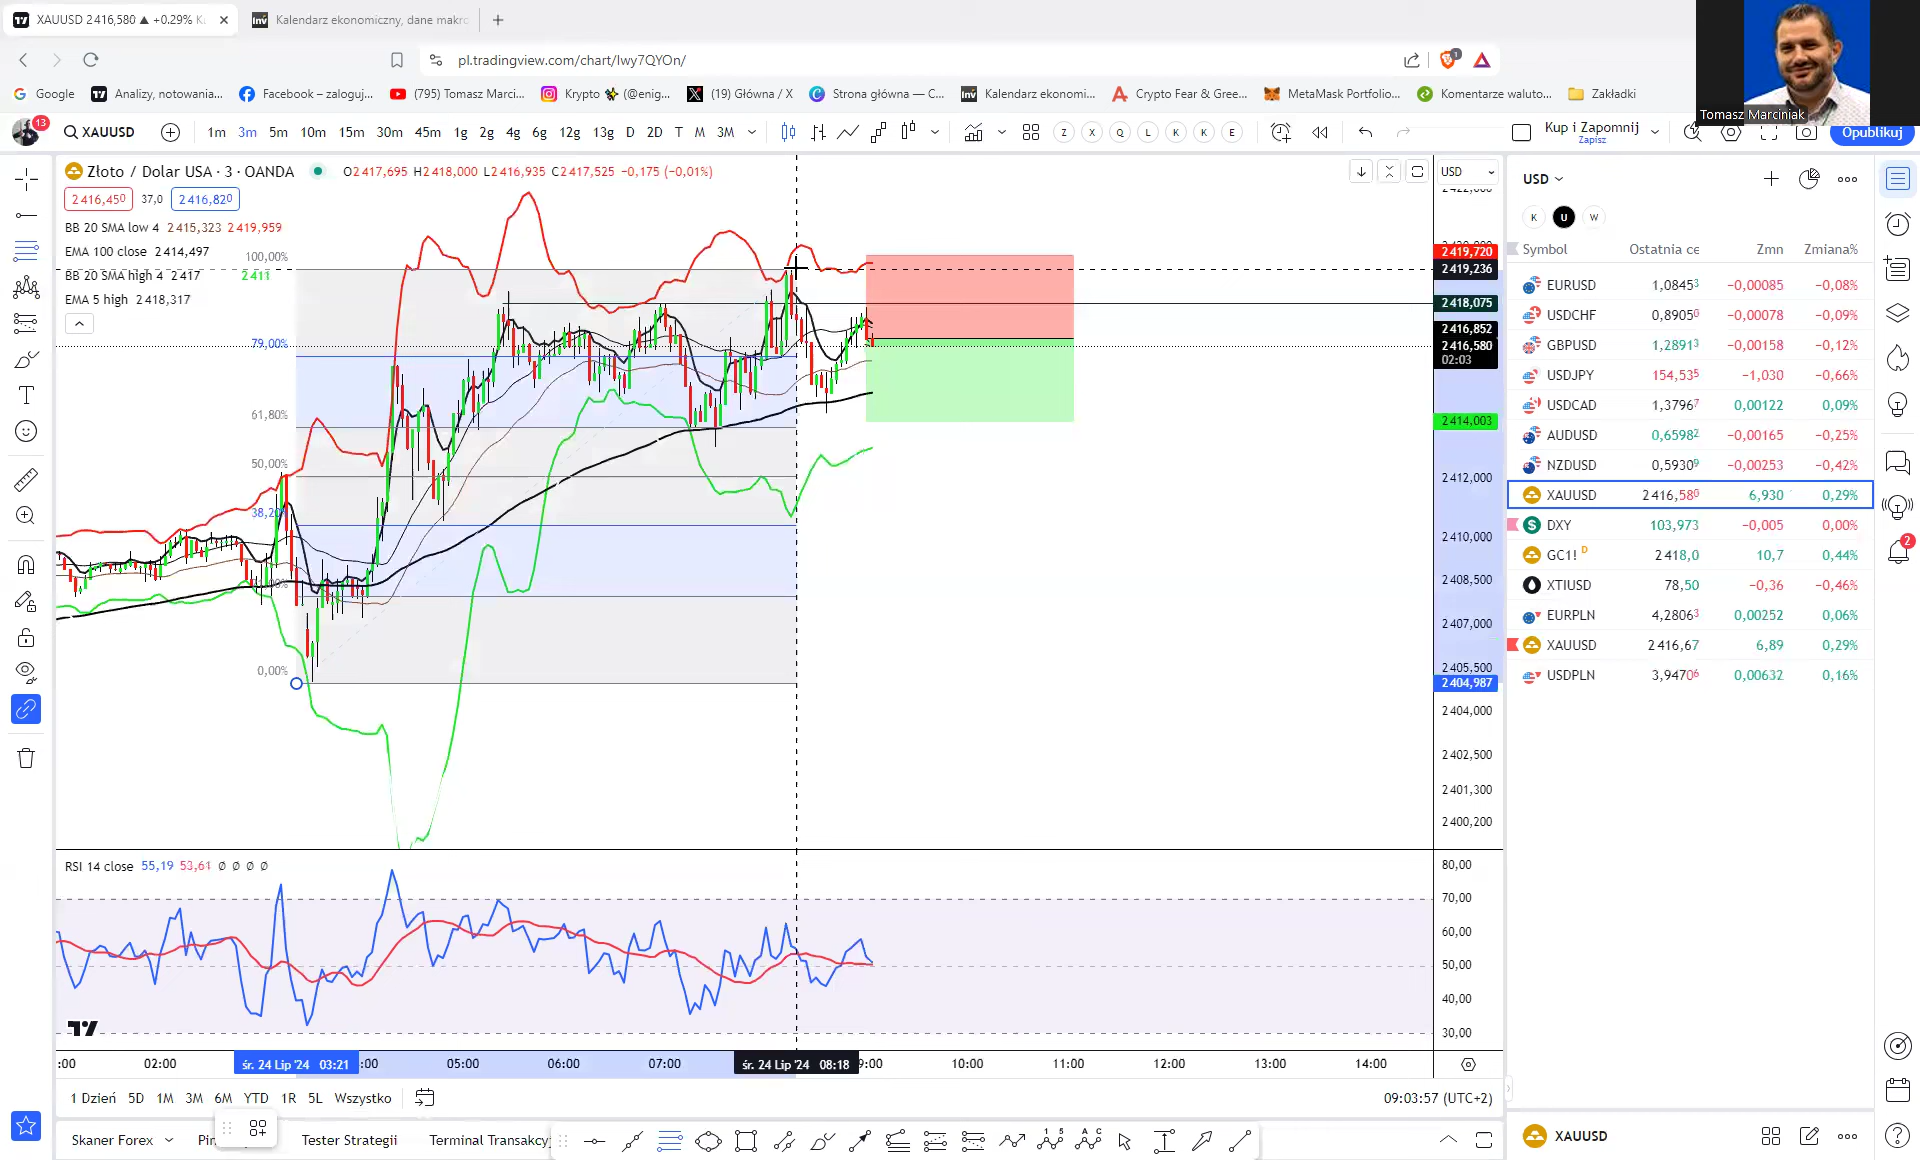 XAUUSD 2 416,580 ▲ +0.29%
Kalendarz ekonomiczny, dane makro
pl.tradingview.com/chart/Iwy7QYOn/
Google
Analizy, notowania...
Facebook – zaloguj...
(795) Tomasz Marci...
Krypto (@enig...
(19) Główna / X
Strona główna — C...
Kalendarz ekonomi...
Crypto Fear & Gree...
MetaMask Portfolio...
Komentarze waluto...
Zakładki
Tomasz Marciniak
13
XAUUSD
1m 3m 5m 10m 15m 30m 45m 1g 2g 4g 6g 12g 13g D 2D T M 3M
Z X Q L K K E
Kup i Zapomnij
Zapisz
Opublikuj
Złoto / Dolar USA · 3 · OANDA
O2 417,695 H2 418,000 L2 416,935 C2 417,525 −0,175 (−0,01%)
2 416,450 37,0 2 416,820
BB 20 SMA low 4 2 415,323 2 419,959
EMA 100 close 2 414,497
BB 20 SMA high 4 2 417 2 411
EMA 5 high 2 418,317
100,00%
79,00%
61,80%
50,00%
38,20%
0,00%
USD
2 419,720
2 419,236
2 418,075
2 416,852
2 416,580
02:03
2 414,003
2 412,000
2 410,000
2 408,500
2 407,000
2 405,500
2 404,987
2 404,000
2 402,500
2 401,300
2 400,200
RSI 14 close 55,19 53,61 Ø Ø Ø Ø
80,00
70,00
60,00
50,00
40,00
30,00
:00 02:00 śr. 24 Lip '24 03:21 :00 05:00 06:00 07:00 śr. 24 Lip '24 08:18 9:00 10:00 11:00 12:00 13:00 14:00
1 Dzień 5D 1M 3M 6M YTD 1R 5L Wszystko
09:03:57 (UTC+2)
Skaner Forex
Pin
Tester Strategii
Terminal Transakcyj
USD
K U W
Symbol Ostatnia ce Zmn Zmiana%
EURUSD 1,08453 −0,00085 −0,08%
USDCHF 0,89050 −0,00078 −0,09%
GBPUSD 1,28913 −0,00158 −0,12%
USDJPY 154,535 −1,030 −0,66%
USDCAD 1,37967 0,00122 0,09%
AUDUSD 0,65982 −0,00165 −0,25%
NZDUSD 0,59309 −0,00253 −0,42%
XAUUSD 2 416,580 6,930 0,29%
DXY 103,973 −0,005 0,00%
GC1! D 2 418,0 10,7 0,44%
XTIUSD 78,50 −0,36 −0,46%
EURPLN 4,28063 0,00252 0,06%
XAUUSD 2 416,67 6,89 0,29%
USDPLN 3,94706 0,00632 0,16%
2
XAUUSD